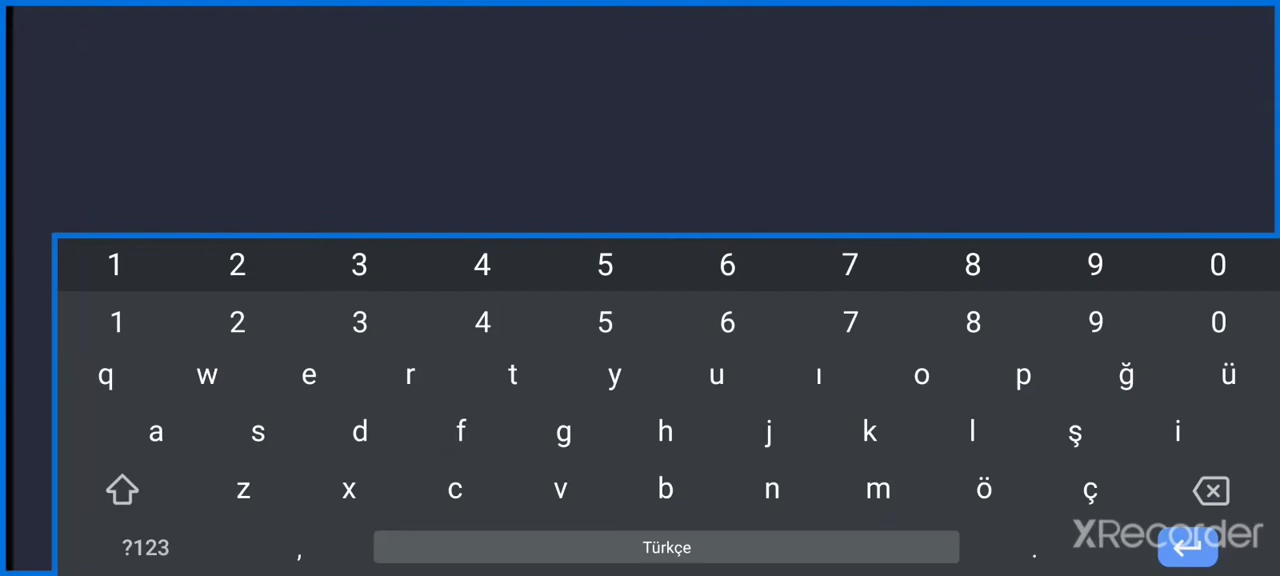 1 2 3 4 5 6 7 8 9 0
1 2 3 4 5 6 7 8 9 0
q w e r t y u ı o p ğ ü
a s d f g h j k l ş i
z x c v b n m ö ç
?123 , Türkçe .
XRecorder